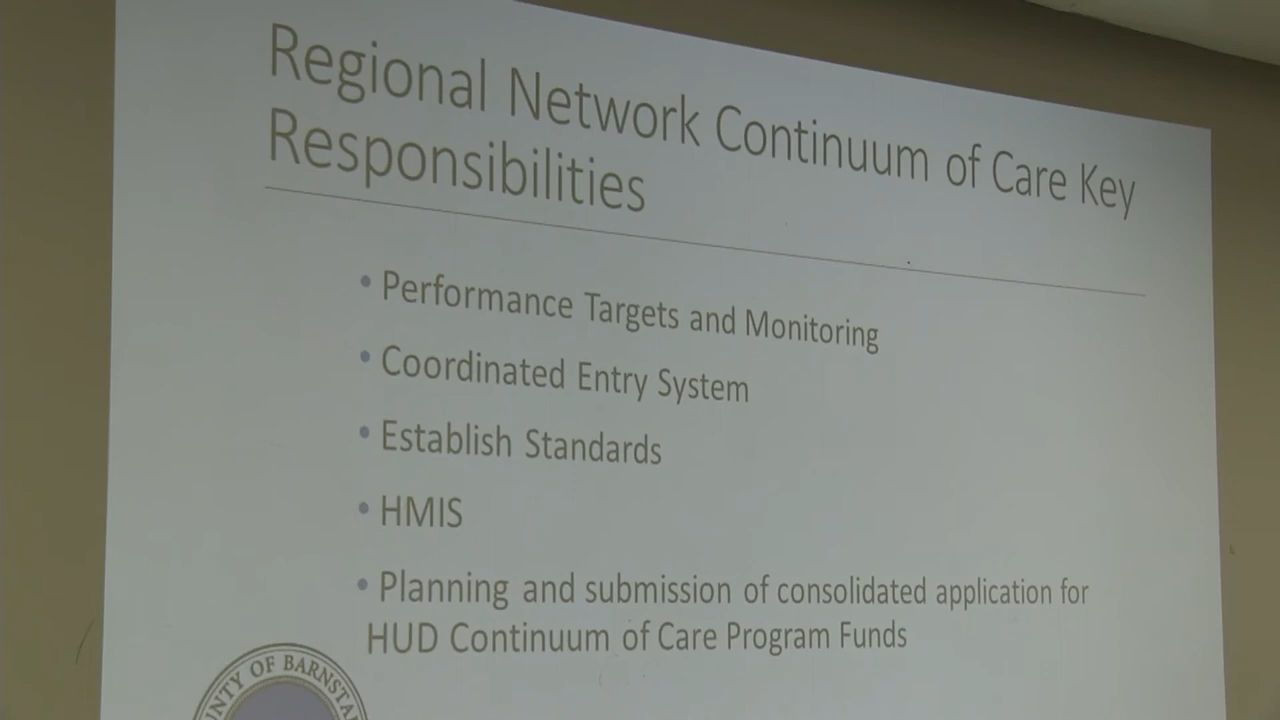 Regional Network Continuum of Care Key
Responsibilities
• Performance Targets and Monitoring
• Coordinated Entry System
• Establish Standards
• HMIS
• Planning and submission of consolidated application for
HUD Continuum of Care Program Funds
OF